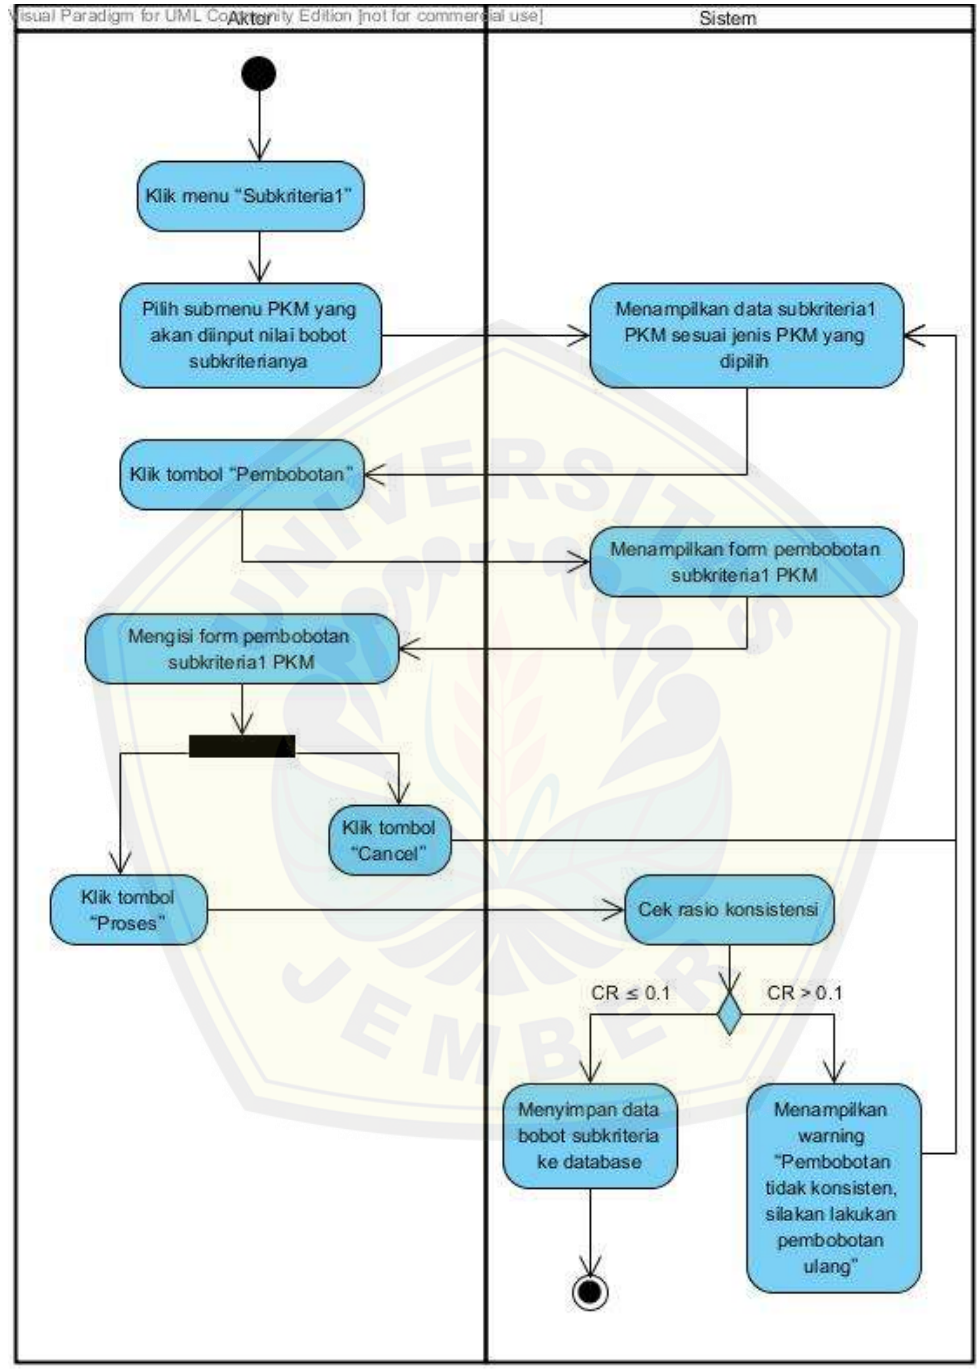 Visual Paradigm for UML Community Edition [not for commercial use]
Aktor
Sistem
Klik menu “Subkriteria1”
Pilih submenu PKM yang
akan diinput nilai bobot
subkriterianya
Menampilkan data subkriteria1
PKM sesuai jenis PKM yang
dipilih
Klik tombol “Pembobotan”
Menampilkan form pembobotan
subkriteria1 PKM
Mengisi form pembobotan
subkriteria1 PKM
Klik tombol
“Cancel”
Klik tombol
“Proses”
Cek rasio konsistensi
CR ≤ 0.1
CR > 0.1
Menyimpan data
bobot subkriteria
ke database
Menampilkan
warning
“Pembobotan
tidak konsisten,
silakan lakukan
pembobotan
ulang”
UNIVERSITAS
JEMBER